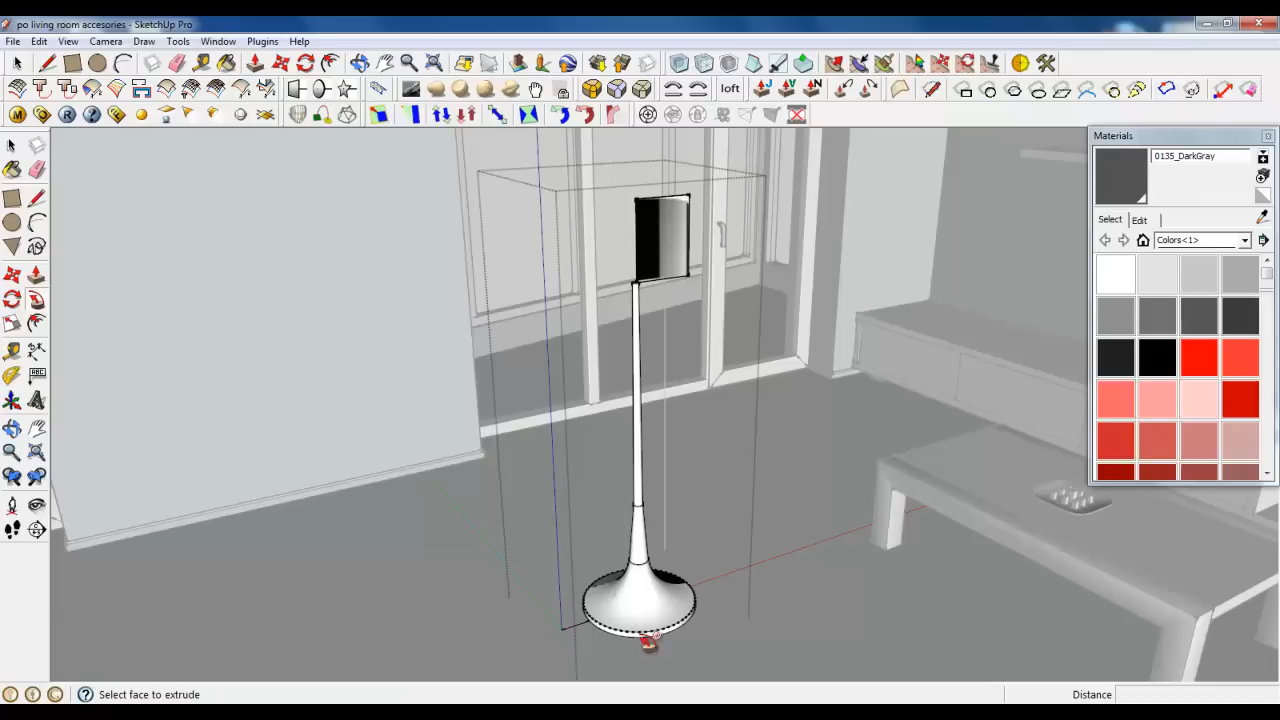 po living room accesories - SketchUp Pro
File Edit View Camera Draw Tools Window Plugins Help
loft
M Q R ?
ABC
Materials
0135_DarkGray
Select Edit
Colors<1>
Select face to extrude
Distance